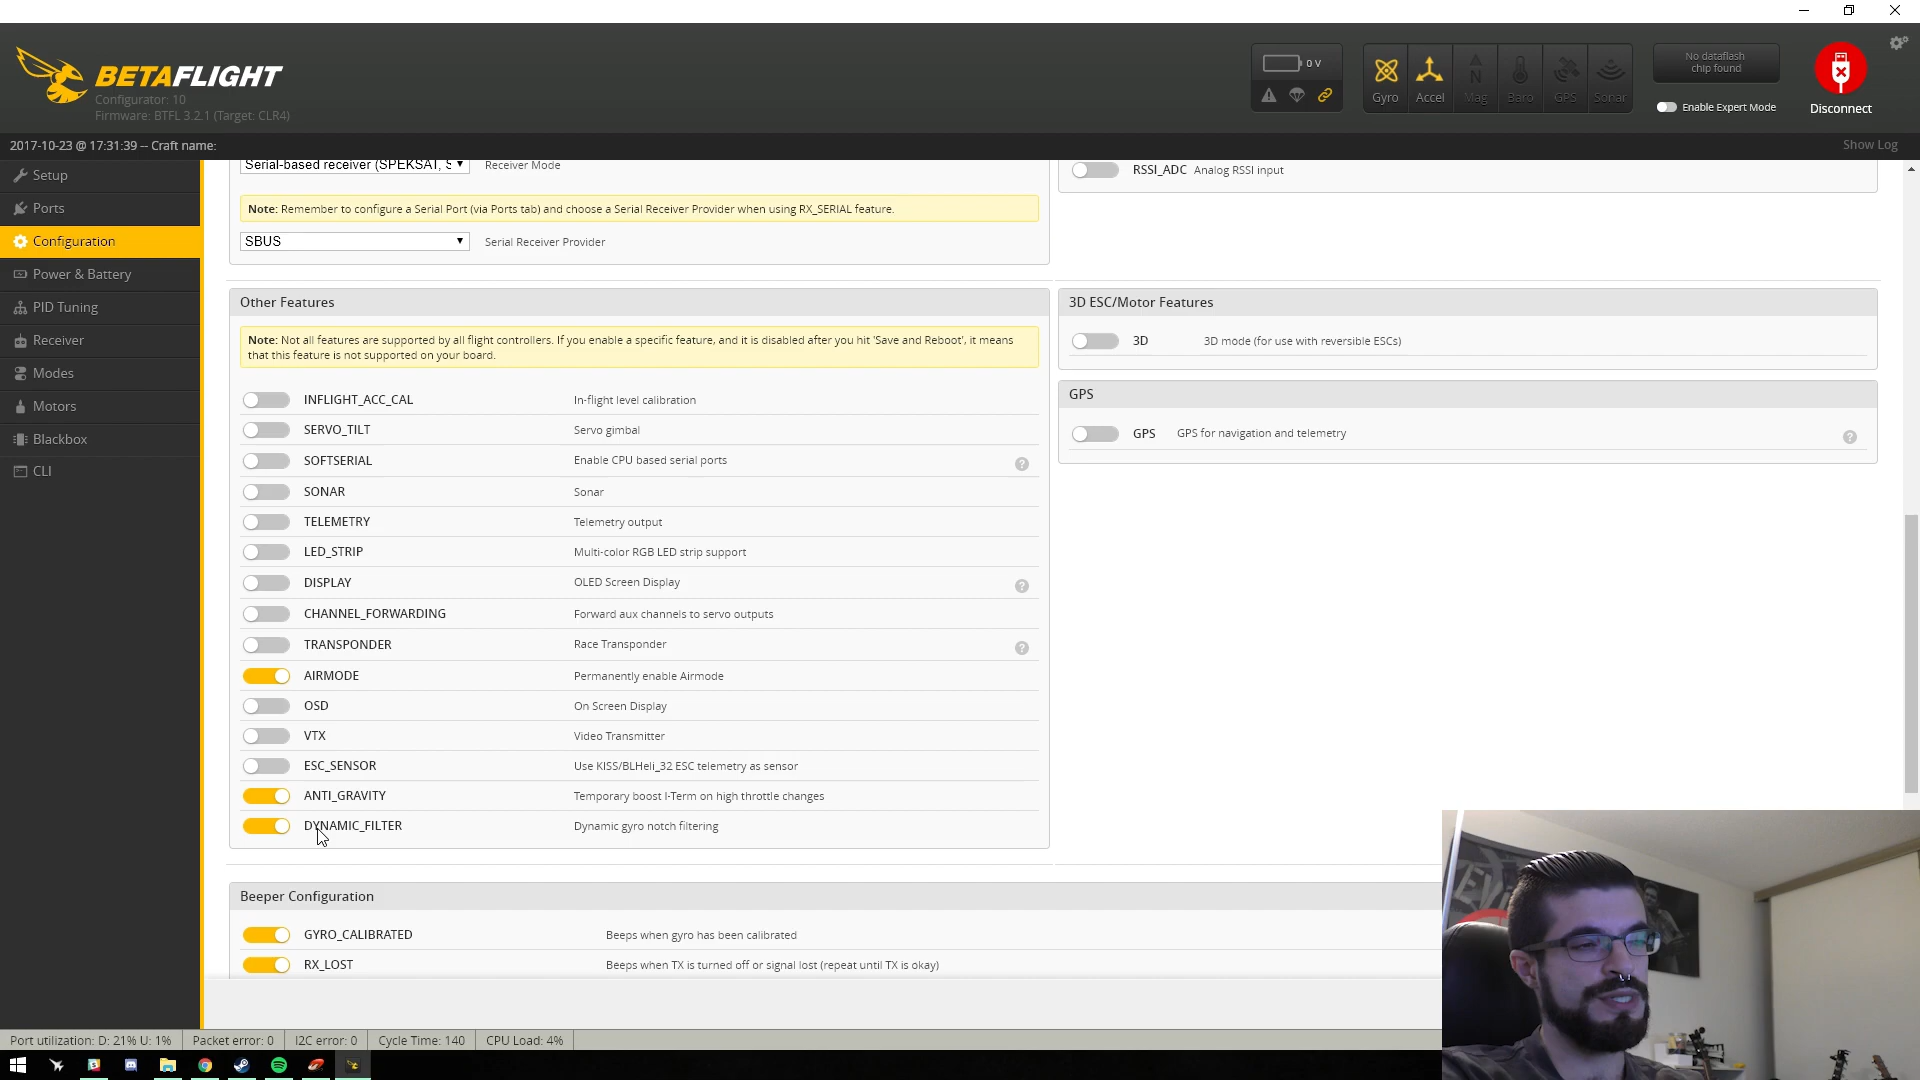 BETAFLIGHT
Configurator: 10
Firmware: BTFL 3.2.1 (Target: CLR4)
0 V
Gyro
Accel
Mag
Baro
GPS
Sonar
No dataflash
chip found
Enable Expert Mode
Disconnect
2017-10-23 @ 17:31:39 -- Craft name:
Show Log
Setup
Ports
Configuration
Power & Battery
PID Tuning
Receiver
Modes
Motors
Blackbox
CLI
Serial-based receiver (SPEKSAT, S
Receiver Mode
Note: Remember to configure a Serial Port (via Ports tab) and choose a Serial Receiver Provider when using RX_SERIAL feature.
SBUS
Serial Receiver Provider
RSSI_ADC Analog RSSI input
Other Features
Note: Not all features are supported by all flight controllers. If you enable a specific feature, and it is disabled after you hit 'Save and Reboot', it means
that this feature is not supported on your board.
INFLIGHT_ACC_CAL In-flight level calibration
SERVO_TILT Servo gimbal
SOFTSERIAL Enable CPU based serial ports ?
SONAR Sonar
TELEMETRY Telemetry output
LED_STRIP Multi-color RGB LED strip support
DISPLAY OLED Screen Display ?
CHANNEL_FORWARDING Forward aux channels to servo outputs
TRANSPONDER Race Transponder ?
AIRMODE Permanently enable Airmode
OSD On Screen Display
VTX Video Transmitter
ESC_SENSOR Use KISS/BLHeli_32 ESC telemetry as sensor
ANTI_GRAVITY Temporary boost I-Term on high throttle changes
DYNAMIC_FILTER Dynamic gyro notch filtering
3D ESC/Motor Features
3D 3D mode (for use with reversible ESCs)
GPS
GPS GPS for navigation and telemetry ?
Beeper Configuration
GYRO_CALIBRATED Beeps when gyro has been calibrated
RX_LOST Beeps when TX is turned off or signal lost (repeat until TX is okay)
Port utilization: D: 21% U: 1% Packet error: 0 I2C error: 0 Cycle Time: 140 CPU Load: 4%